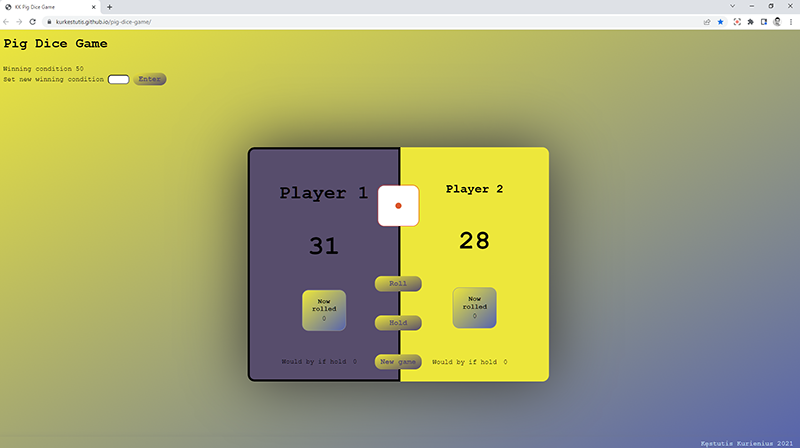 KK Pig Dice Game
kurkestutis.github.io/pig-dice-game/
Pig Dice Game
Winning condition 50
Set new winning condition
Enter
Player 1
31
Now
rolled
0
Would by if hold 0
Roll
Hold
New game
Player 2
28
Now
rolled
0
Would by if hold 0
Kęstutis Kurienius 2021